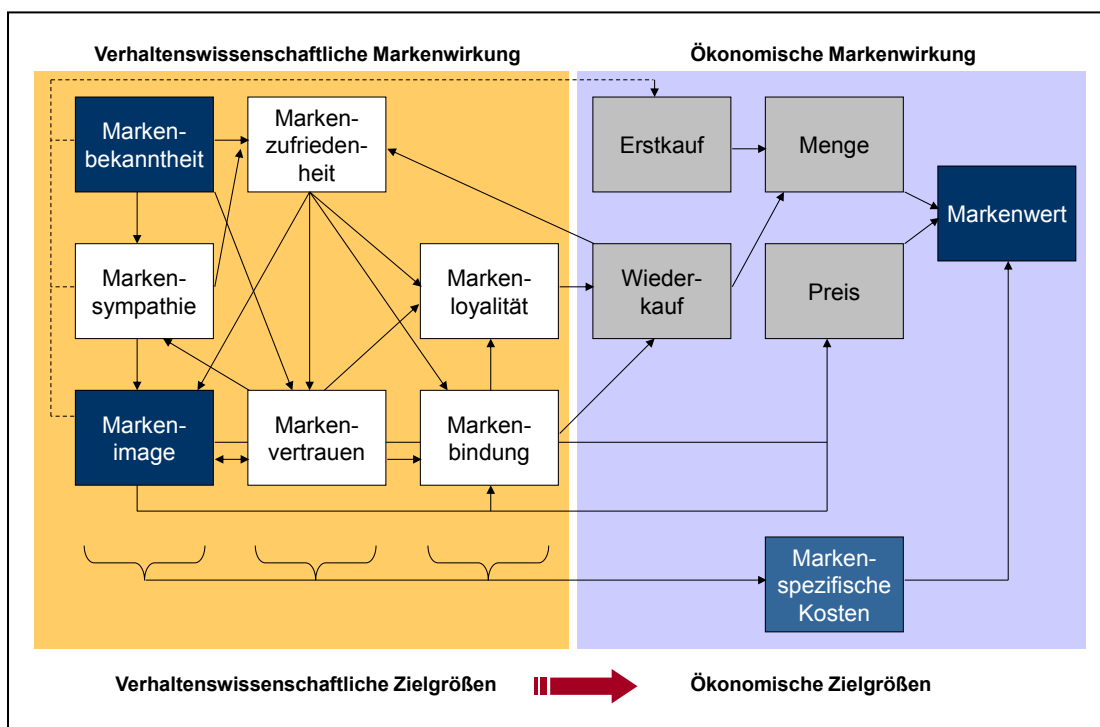 Verhaltenswissenschaftliche Markenwirkung
Ökonomische Markenwirkung
Marken-
bekanntheit
Marken-
zufrieden-
heit
Erstkauf
Menge
Markenwert
Marken-
sympathie
Marken-
loyalität
Wieder-
kauf
Preis
Marken-
image
Marken-
vertrauen
Marken-
bindung
Marken-
spezifische
Kosten
Verhaltenswissenschaftliche Zielgrößen
Ökonomische Zielgrößen